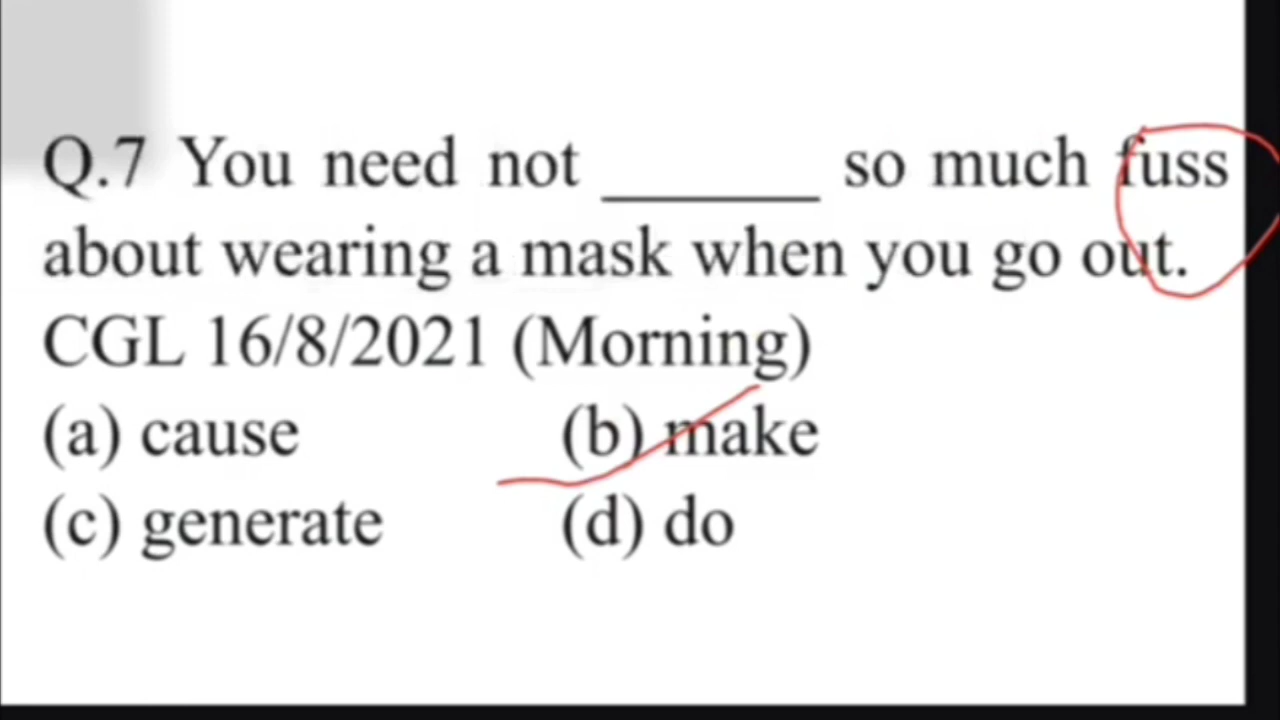 Q.7 You need not ______ so much fuss
about wearing a mask when you go out.
CGL 16/8/2021 (Morning)
(a) cause (b) make
(c) generate (d) do